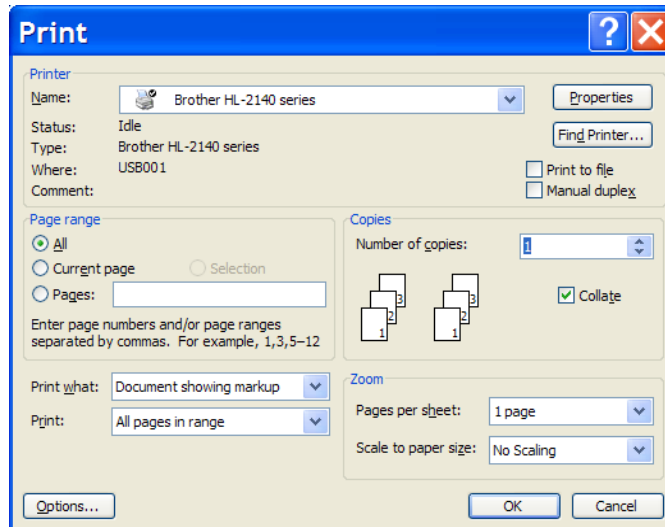 Print
?
Printer
Name: Brother HL-2140 series
Properties
Status: Idle
Type: Brother HL-2140 series
Find Printer...
Where: USB001
Print to file
Comment:
Manual duplex
Page range
All
Current page Selection
Pages:
Enter page numbers and/or page ranges
separated by commas. For example, 1,3,5–12
Copies
Number of copies: 1
3 3
2 2
1 1
Collate
Print what: Document showing markup
Print: All pages in range
Zoom
Pages per sheet: 1 page
Scale to paper size: No Scaling
Options...
OK
Cancel